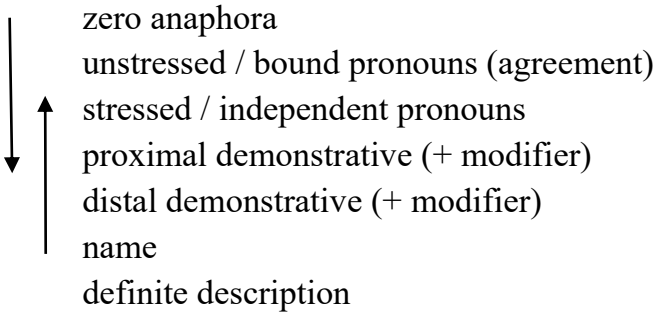 zero anaphora
unstressed / bound pronouns (agreement)
stressed / independent pronouns
proximal demonstrative (+ modifier)
distal demonstrative (+ modifier)
name
definite description